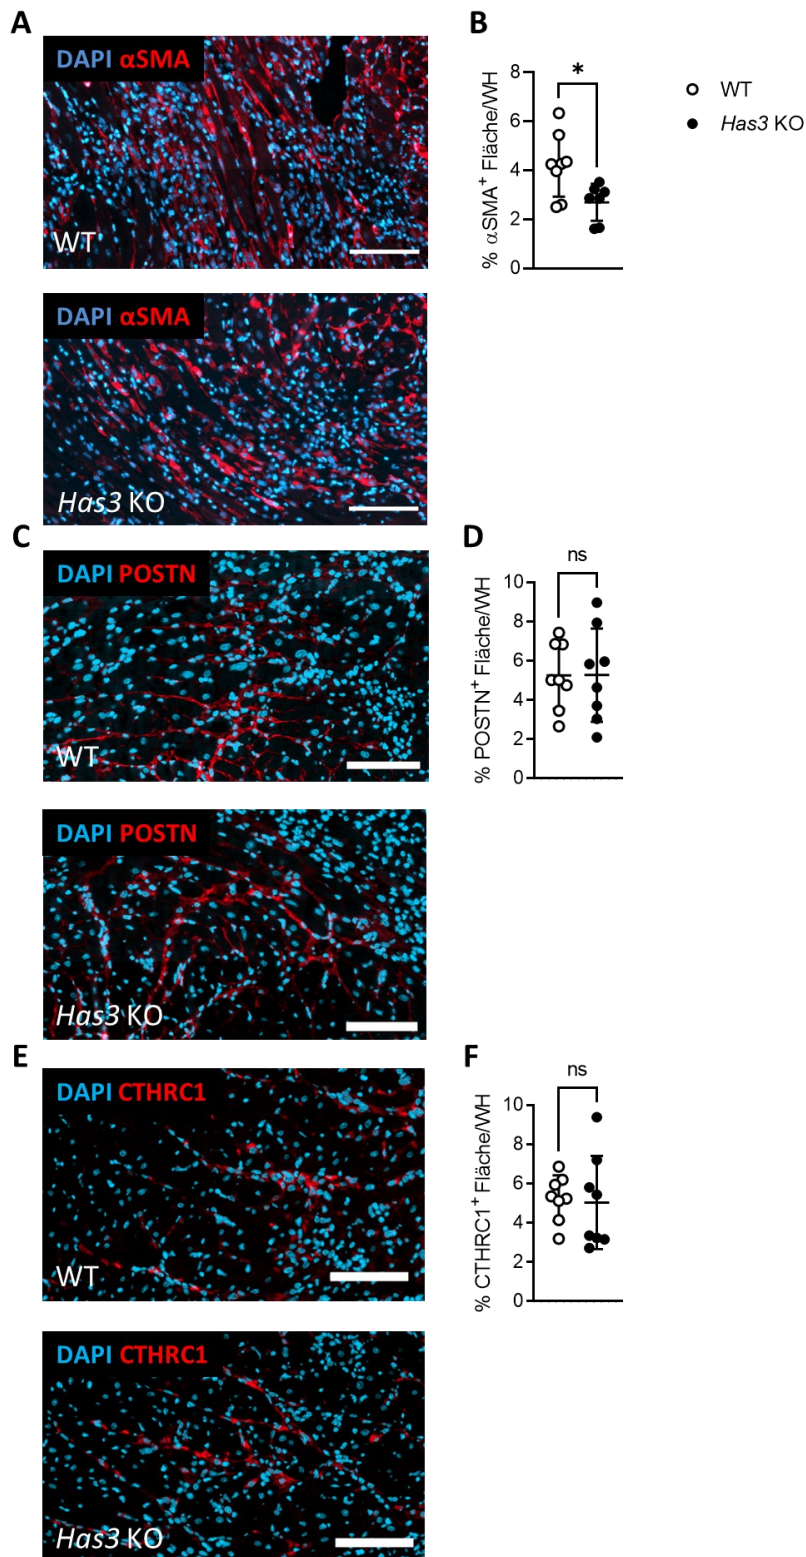 A
DAPI αSMA
WT
B
% αSMA⁺ Fläche/WH
8
6
4
2
0
*
WT
Has3 KO
DAPI αSMA
Has3 KO
C
DAPI POSTN
WT
D
% POSTN⁺ Fläche/WH
10
8
6
4
2
0
ns
DAPI POSTN
Has3 KO
E
DAPI CTHRC1
WT
F
% CTHRC1⁺ Fläche/WH
10
8
6
4
2
0
ns
DAPI CTHRC1
Has3 KO